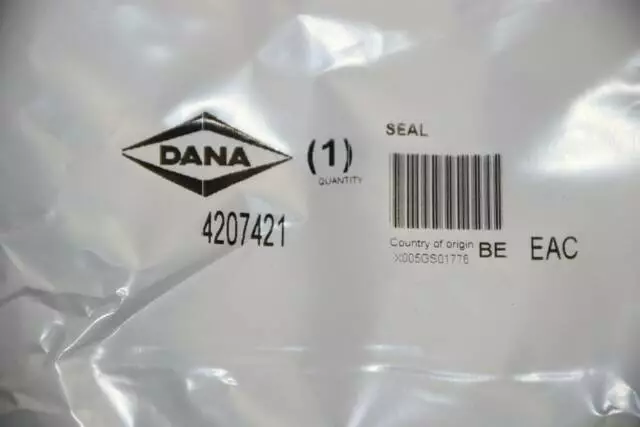 DANA
(1)
QUANTITY
4207421
SEAL
Country of origin BE EAC
X005GS01776